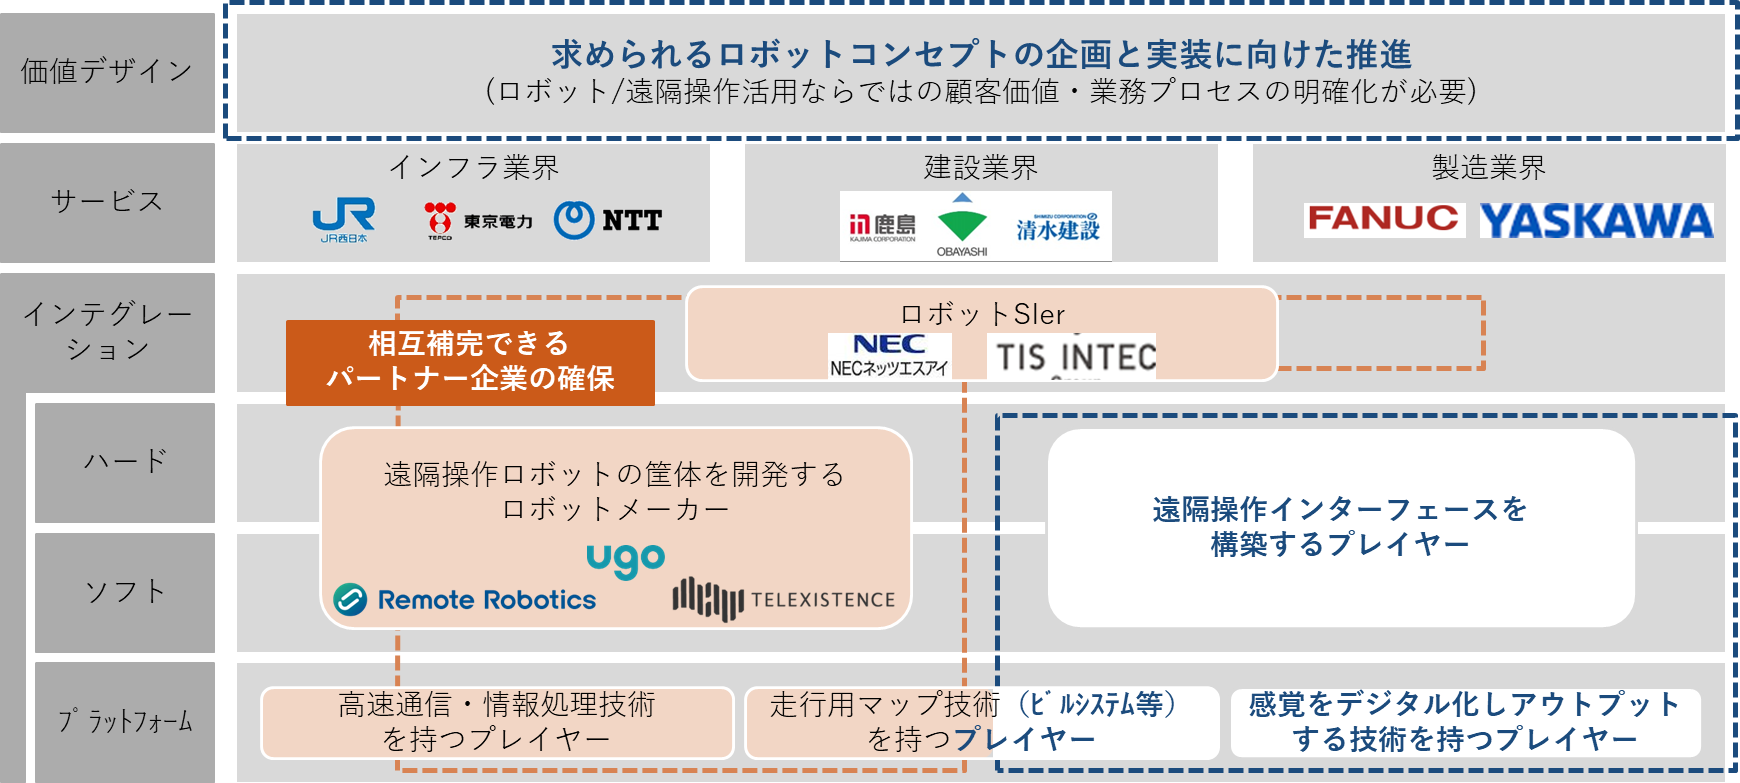 価値デザイン
求められるロボットコンセプトの企画と実装に向けた推進
(ロボット/遠隔操作活用ならではの顧客価値・業務プロセスの明確化が必要)
サービス
インフラ業界
JR
JR西日本
TEPCO
東京電力
NTT
建設業界
鹿島
KAJIMA CORPORATION
OBAYASHI
SHIMIZU CORPORATION
清水建設
製造業界
FANUC
YASKAWA
インテグレー
ション
相互補完できる
パートナー企業の確保
ロボットSIer
NEC
NECネッツエスアイ
TIS INTEC
ハード
ソフト
遠隔操作ロボットの筐体を開発する
ロボットメーカー
ugo
Remote Robotics
TELEXISTENCE
遠隔操作インターフェースを
構築するプレイヤー
ﾌﾟﾗｯﾄﾌｫｰﾑ
高速通信・情報処理技術
を持つプレイヤー
走行用マップ技術（ﾋﾞﾙｼｽﾃﾑ等）
を持つプレイヤー
感覚をデジタル化しアウトプット
する技術を持つプレイヤー